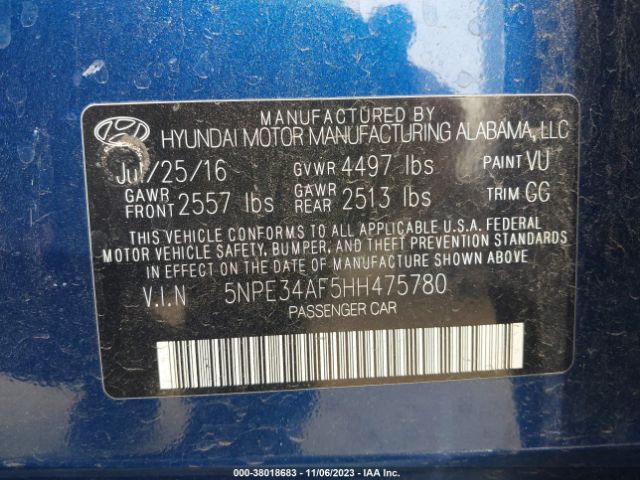 MANUFACTURED BY
HYUNDAI MOTOR MANUFACTURING ALABAMA, LLC
Jul/25/16 GVWR 4497 lbs PAINT VU
GAWR FRONT 2557 lbs GAWR REAR 2513 lbs TRIM GG
THIS VEHICLE CONFORMS TO ALL APPLICABLE U.S.A. FEDERAL
MOTOR VEHICLE SAFETY, BUMPER, AND THEFT PREVENTION STANDARDS
IN EFFECT ON THE DATE OF MANUFACTURE SHOWN ABOVE
V.I.N 5NPE34AF5HH475780
PASSENGER CAR
000-38018683 - 11/06/2023 - IAA Inc.